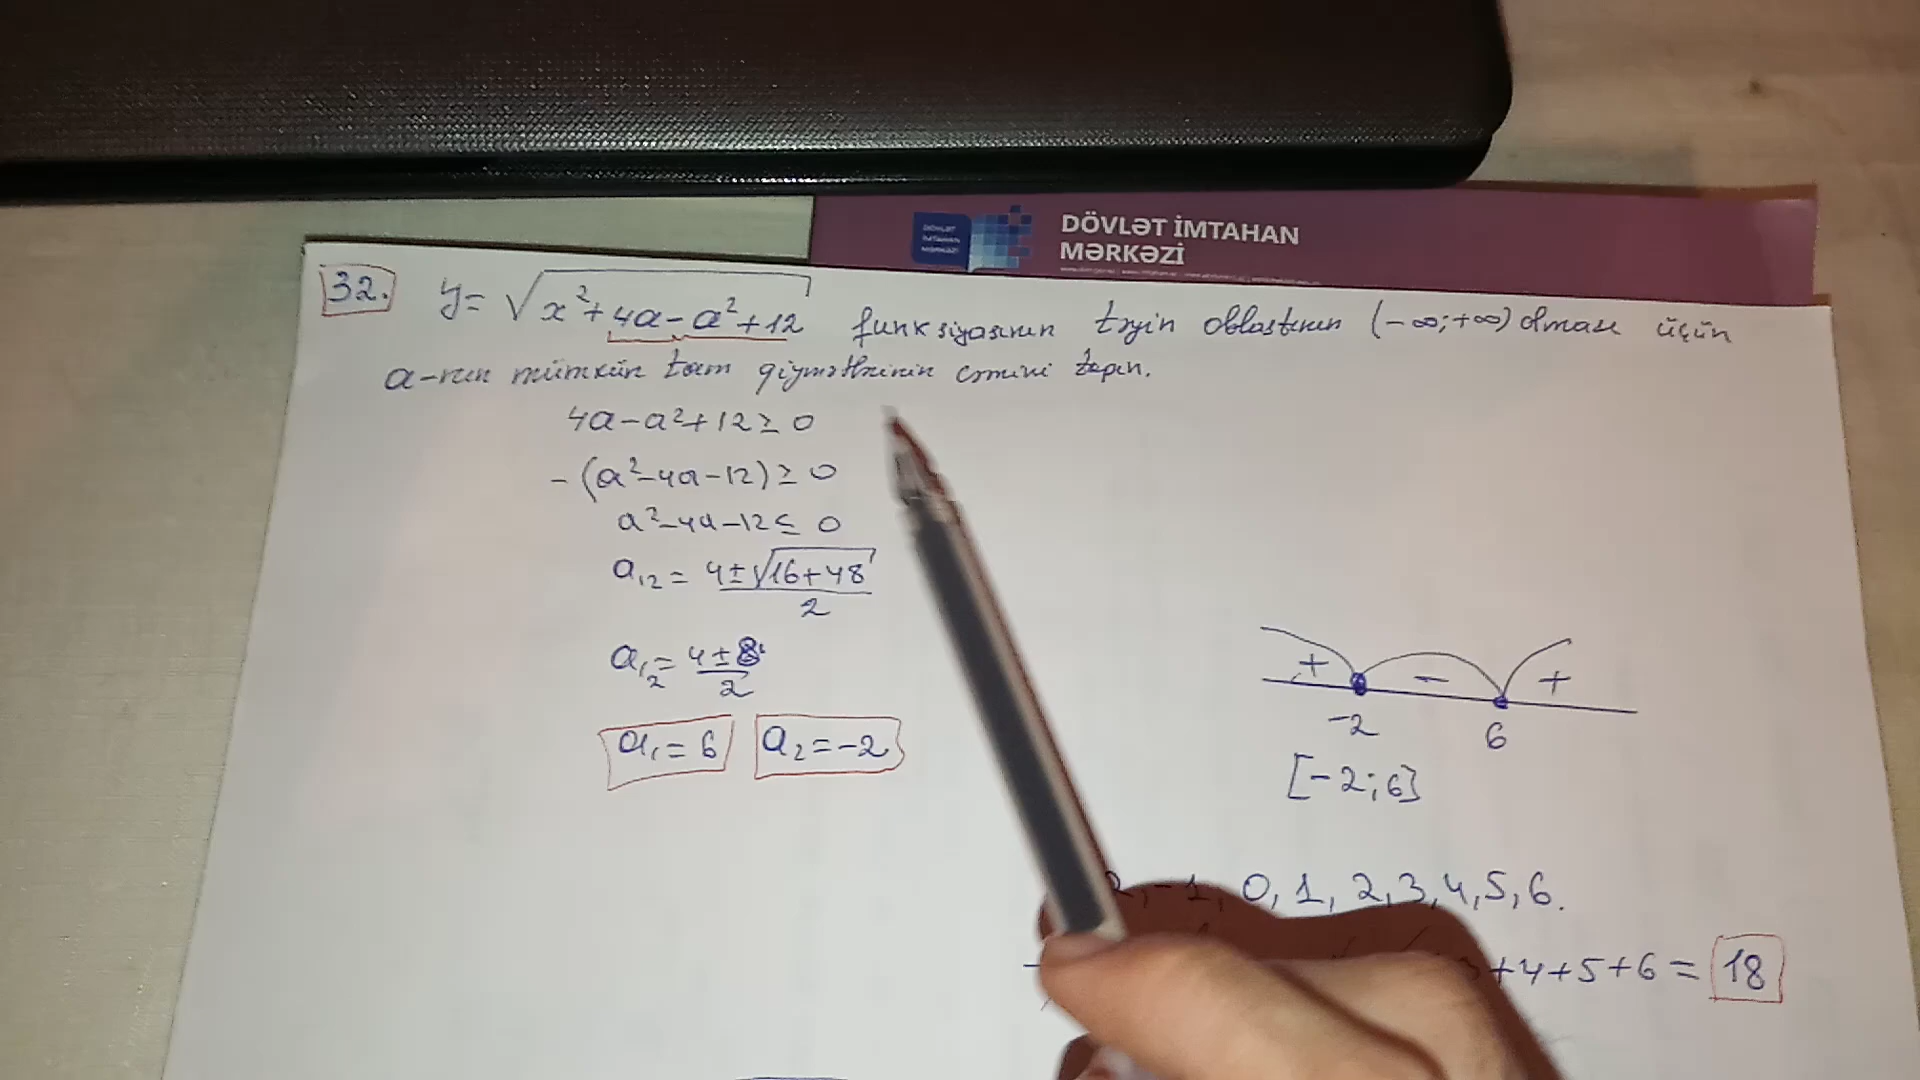 DÖVLƏT İMTAHAN
MƏRKƏZİ
32. y = √(x² + 4a − a² + 12) funksiyasının təyin oblastının (−∞; +∞) olması üçün
a-nın mümkün tam qiymətlərinin cəmini tapın.
4a − a² + 12 ≥ 0
− (a² − 4a − 12) ≥ 0
a² − 4a − 12 ≤ 0
a₁₂ = (4 ± √(16 + 48)) / 2
a₁₂ = (4 ± 8) / 2
a₁ = 6 a₂ = −2
+ − +
−2 6
[−2; 6]
2, −1, 0, 1, 2, 3, 4, 5, 6.
3 + 4 + 5 + 6 = 18